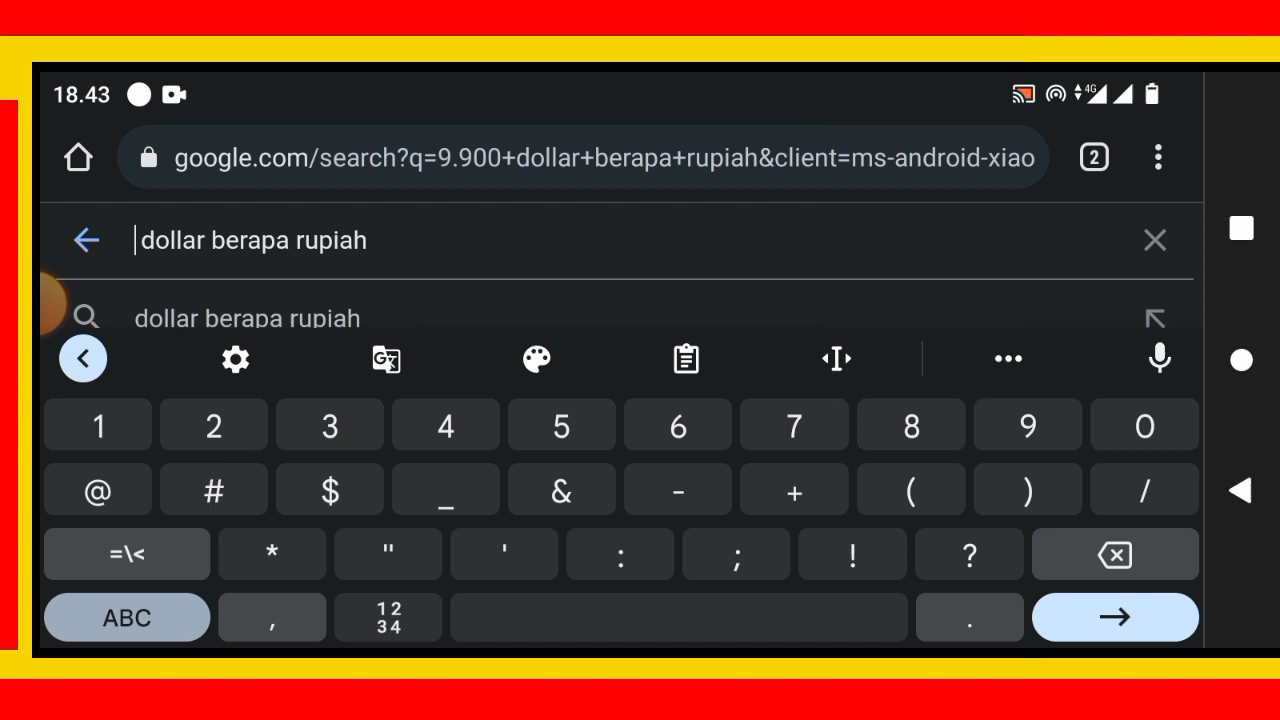 18.43
4G
google.com/search?q=9.900+dollar+berapa+rupiah&client=ms-android-xiao
2
dollar berapa rupiah
dollar berapa rupiah
G
1 2 3 4 5 6 7 8 9 0
@ # $ _ & - + ( ) /
=\< * " ' : ; ! ?
ABC , 12 .
34